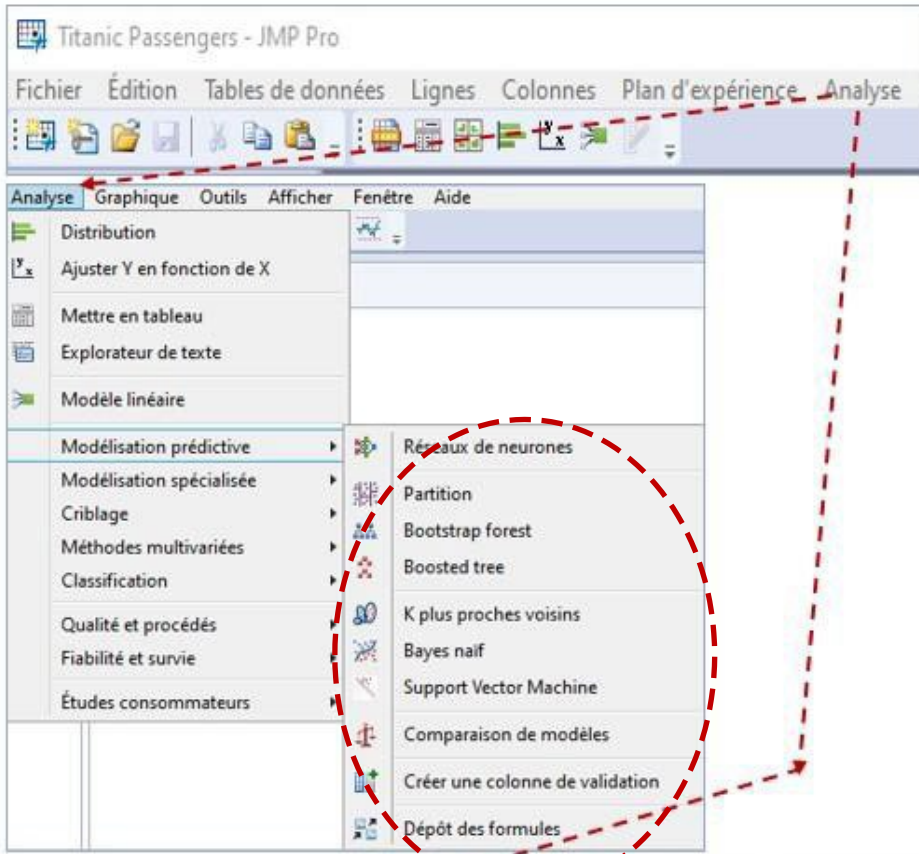 Titanic Passengers - JMP Pro
Fichier Édition Tables de données Lignes Colonnes Plan d'expérience Analyse
Analyse Graphique Outils Afficher Fenêtre Aide
Distribution
Ajuster Y en fonction de X
Mettre en tableau
Explorateur de texte
Modèle linéaire
Modélisation prédictive
Modélisation spécialisée
Criblage
Méthodes multivariées
Classification
Qualité et procédés
Fiabilité et survie
Études consommateurs
Réseaux de neurones
Partition
Bootstrap forest
Boosted tree
K plus proches voisins
Bayes naïf
Support Vector Machine
Comparaison de modèles
Créer une colonne de validation
Dépôt des formules